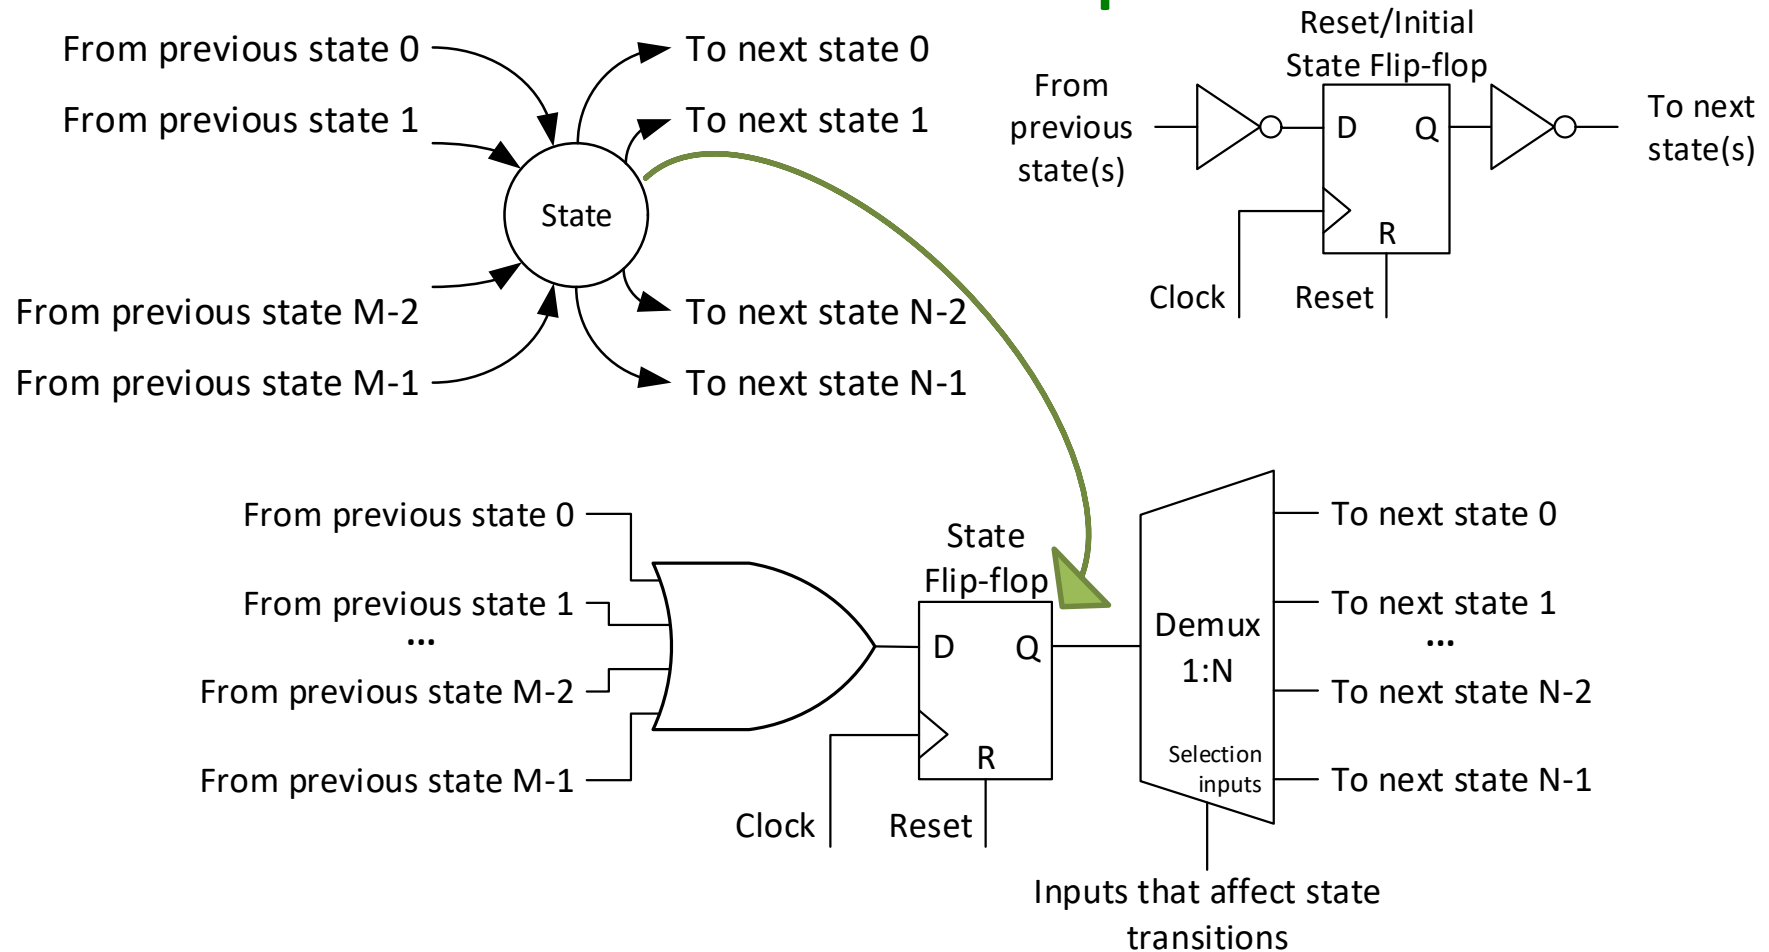 From previous state 0
From previous state 1
From previous state M-2
From previous state M-1
State
To next state 0
To next state 1
To next state N-2
To next state N-1
Reset/Initial
State Flip-flop
From
previous
state(s)
D
Q
R
Clock
Reset
To next
state(s)
From previous state 0
From previous state 1
...
From previous state M-2
From previous state M-1
State
Flip-flop
D
Q
R
Clock
Reset
Demux
1:N
Selection
inputs
To next state 0
To next state 1
...
To next state N-2
To next state N-1
Inputs that affect state
transitions